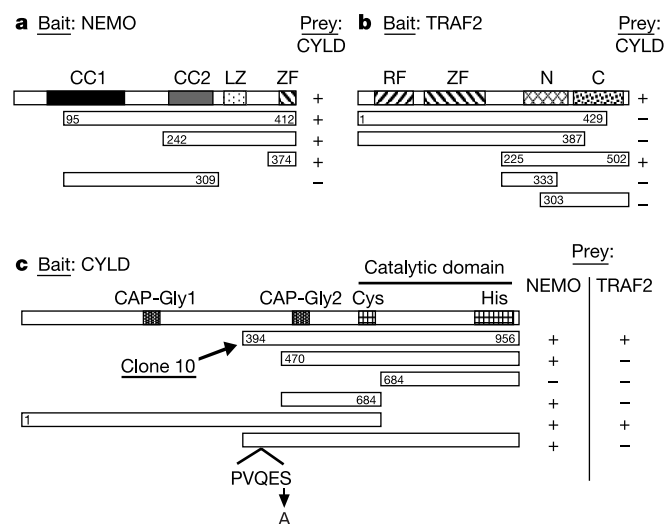 a Bait: NEMO
Prey:
CYLD
CC1 CC2 LZ ZF
+
95 412 +
242 +
374 +
309 −
b Bait: TRAF2
Prey:
CYLD
RF ZF N C
+
1 429 −
387 −
225 502 +
333 −
303 −
c Bait: CYLD
Prey:
NEMO TRAF2
Catalytic domain
CAP-Gly1 CAP-Gly2 Cys His
394 956 + +
Clone 10
470 + −
684 − −
684 + −
1 + +
+ −
PVQES
A